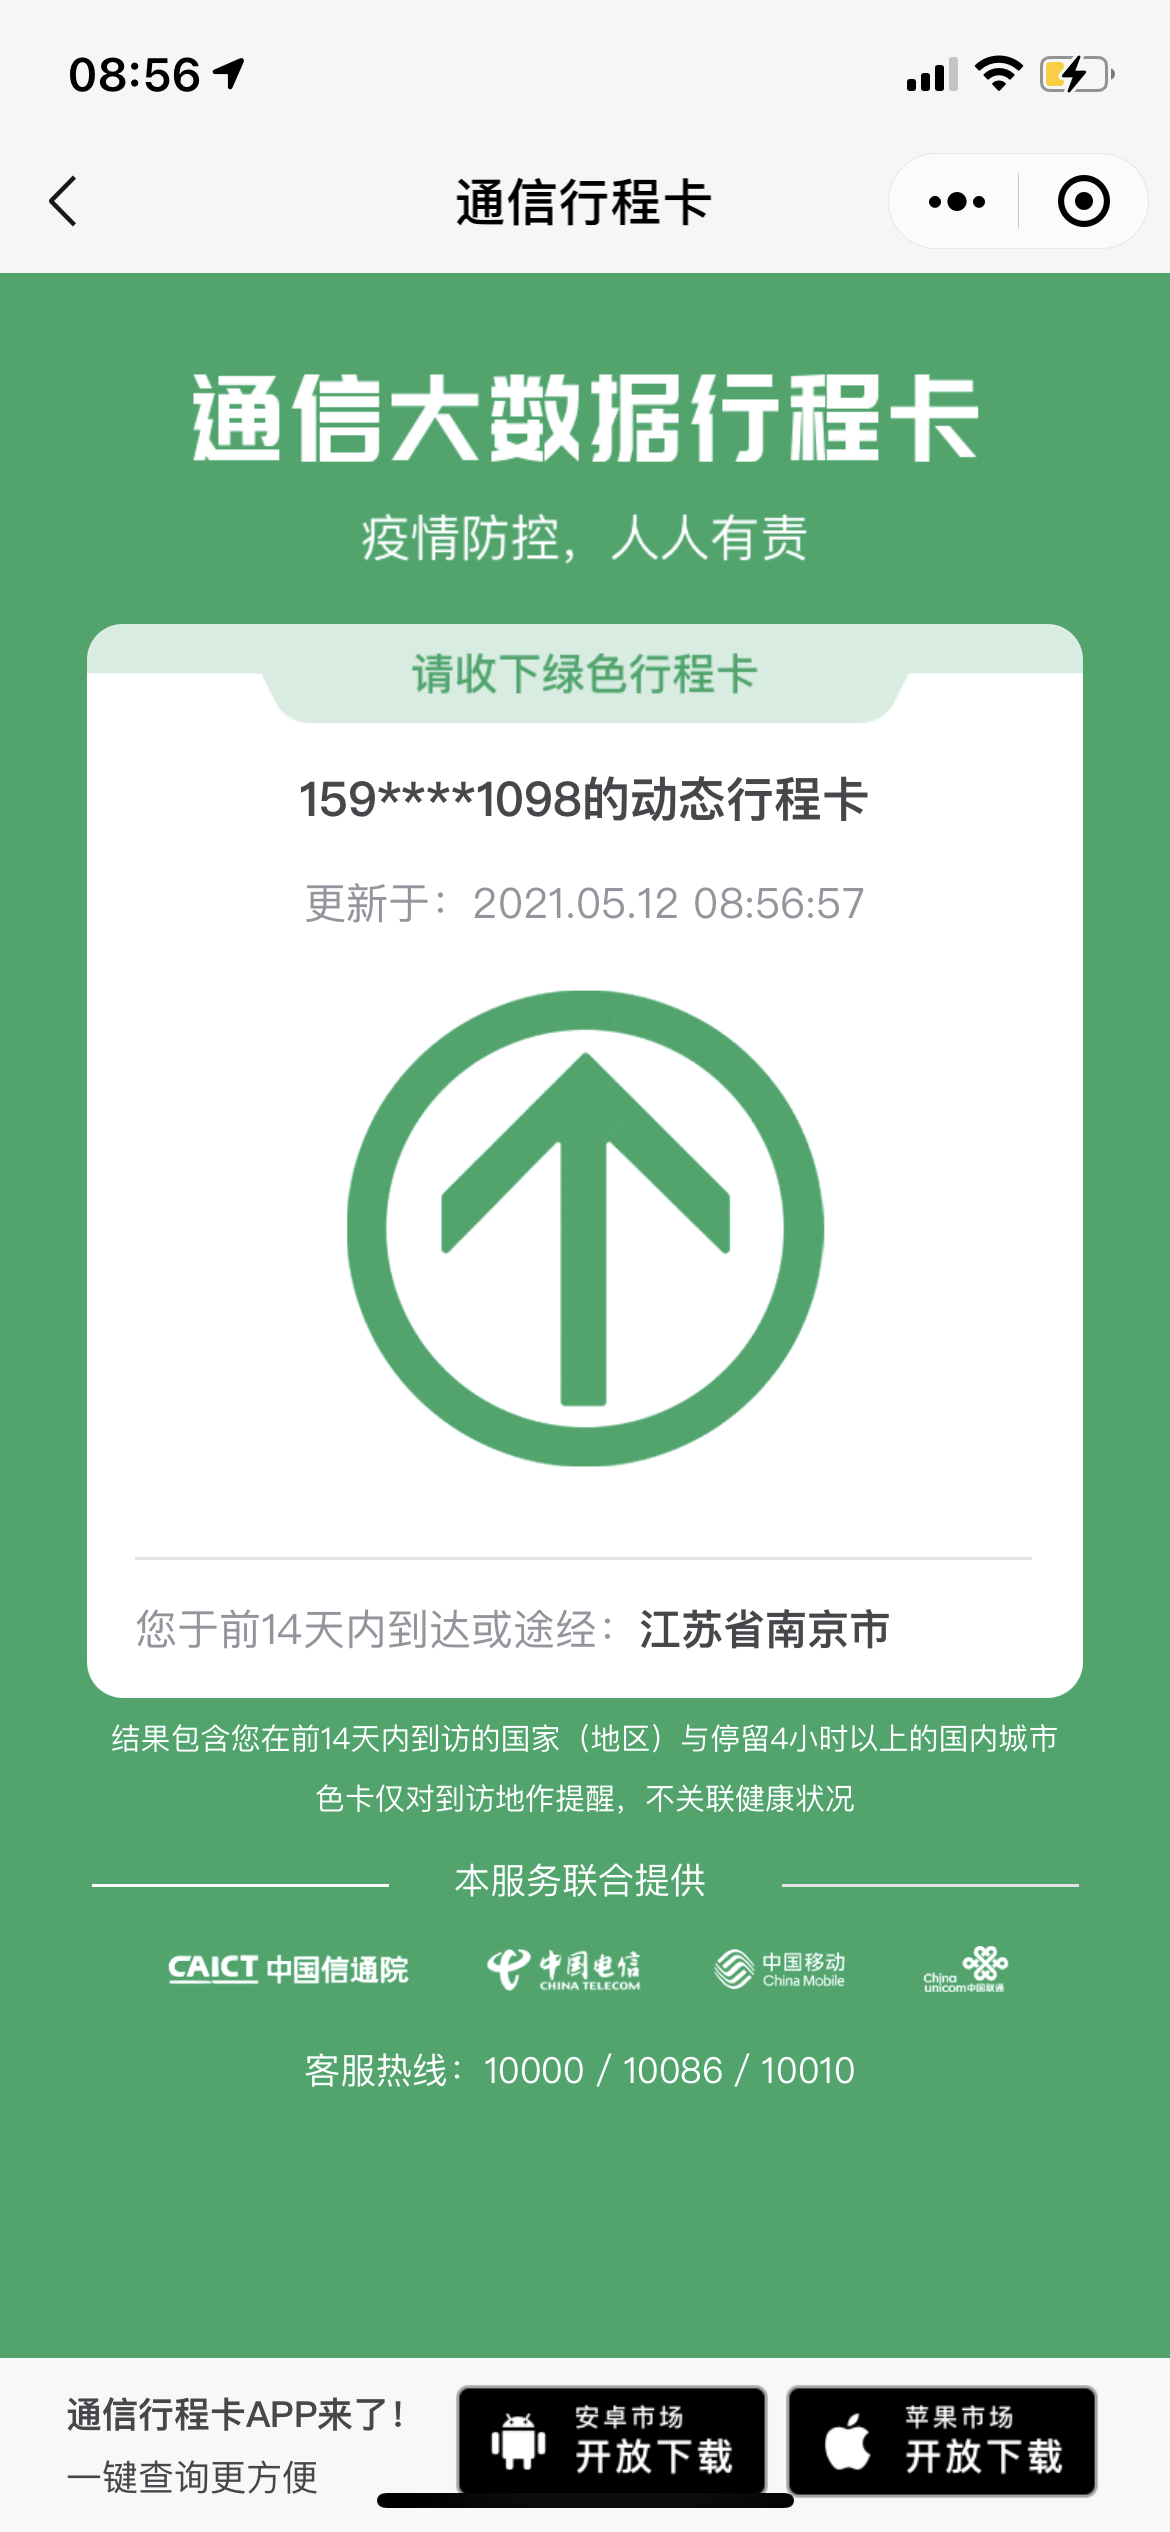 08:56
通信行程卡
通信大数据行程卡
疫情防控，人人有责
请收下绿色行程卡
159****1098的动态行程卡
更新于：2021.05.12 08:56:57
您于前14天内到达或途经：江苏省南京市
结果包含您在前14天内到访的国家（地区）与停留4小时以上的国内城市
色卡仅对到访地作提醒，不关联健康状况
本服务联合提供
CAICT 中国信通院
中国电信
CHINA TELECOM
中国移动
China Mobile
China
unicom中国联通
客服热线：10000 / 10086 / 10010
通信行程卡APP来了！
一键查询更方便
安卓市场
开放下载
苹果市场
开放下载